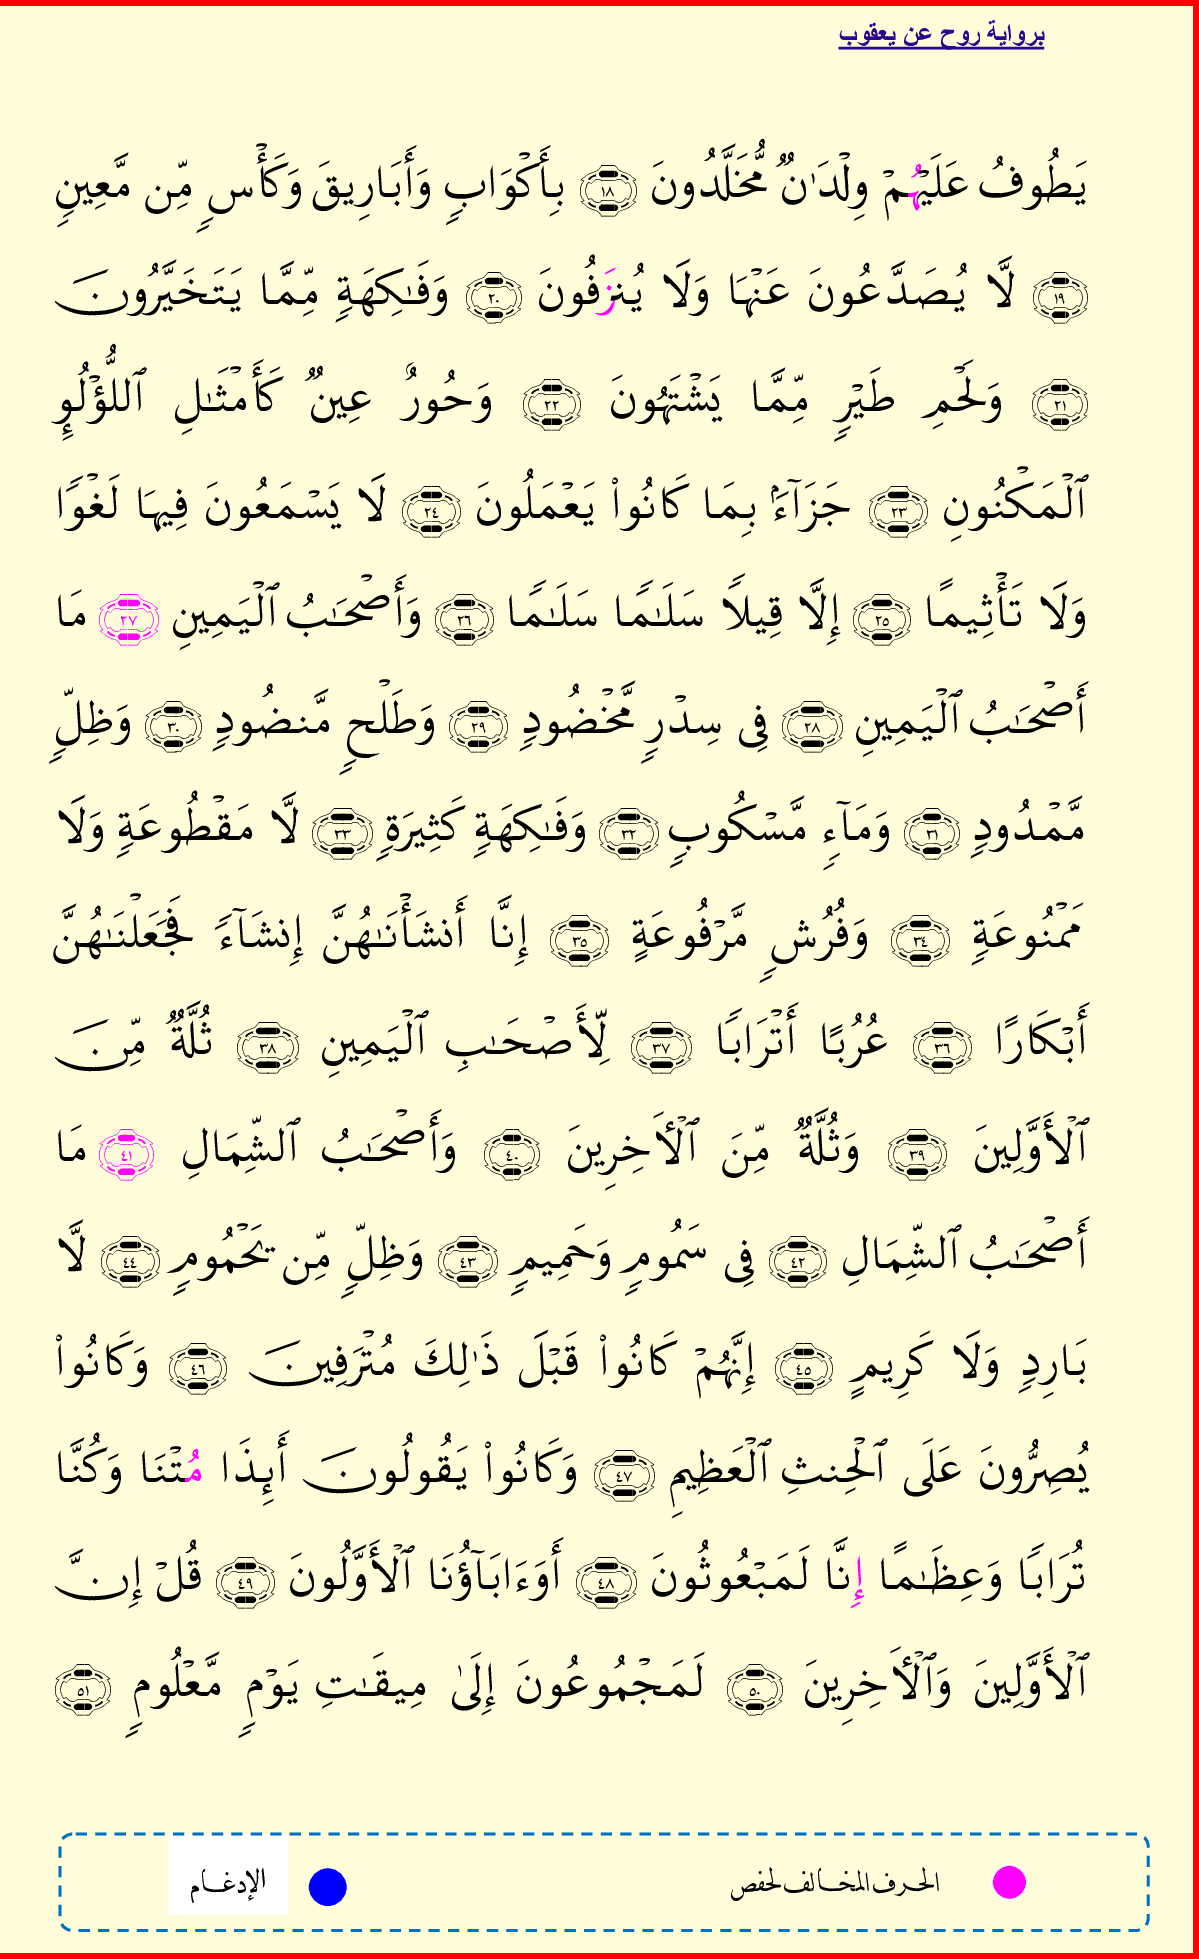 برواية روح عن يعقوب
يَطُوفُ عَلَيْهُمْ وِلْدَٰنٌ مُّخَلَّدُونَ ١٨ بِأَكْوَابٍ وَأَبَارِيقَ وَكَأْسٍ مِّن مَّعِينٍ
١٩ لَّا يُصَدَّعُونَ عَنْهَا وَلَا يُنزَفُونَ ٢٠ وَفَٰكِهَةٍ مِّمَّا يَتَخَيَّرُونَ
٢١ وَلَحْمِ طَيْرٍ مِّمَّا يَشْتَهُونَ ٢٢ وَحُورٌ عِينٌ كَأَمْثَٰلِ ٱللُّؤْلُوِٕ
ٱلْمَكْنُونِ ٢٣ جَزَآءًۢ بِمَا كَانُوا۟ يَعْمَلُونَ ٢٤ لَا يَسْمَعُونَ فِيهَا لَغْوًا
وَلَا تَأْثِيمًا ٢٥ إِلَّا قِيلًا سَلَٰمًا سَلَٰمًا ٢٦ وَأَصْحَٰبُ ٱلْيَمِينِ ٢٧ مَا
أَصْحَٰبُ ٱلْيَمِينِ ٢٨ فِى سِدْرٍ مَّخْضُودٍ ٢٩ وَطَلْحٍ مَّنضُودٍ ٣٠ وَظِلٍّ
مَّمْدُودٍ ٣١ وَمَآءٍ مَّسْكُوبٍ ٣٢ وَفَٰكِهَةٍ كَثِيرَةٍ ٣٣ لَّا مَقْطُوعَةٍ وَلَا
مَمْنُوعَةٍ ٣٤ وَفُرُشٍ مَّرْفُوعَةٍ ٣٥ إِنَّا أَنشَأْنَٰهُنَّ إِنشَآءً فَجَعَلْنَٰهُنَّ
أَبْكَارًا ٣٦ عُرُبًا أَتْرَابًا ٣٧ لِّأَصْحَٰبِ ٱلْيَمِينِ ٣٨ ثُلَّةٌ مِّنَ
ٱلْأَوَّلِينَ ٣٩ وَثُلَّةٌ مِّنَ ٱلْأَخِرِينَ ٤٠ وَأَصْحَٰبُ ٱلشِّمَالِ ٤١ مَا
أَصْحَٰبُ ٱلشِّمَالِ ٤٢ فِى سَمُومٍ وَحَمِيمٍ ٤٣ وَظِلٍّ مِّن يَحْمُومٍ ٤٤ لَّا
بَارِدٍ وَلَا كَرِيمٍ ٤٥ إِنَّهُمْ كَانُوا۟ قَبْلَ ذَٰلِكَ مُتْرَفِينَ ٤٦ وَكَانُوا۟
يُصِرُّونَ عَلَى ٱلْحِنثِ ٱلْعَظِيمِ ٤٧ وَكَانُوا۟ يَقُولُونَ أَئِذَا مُتْنَا وَكُنَّا
تُرَابًا وَعِظَٰمًا إِنَّا لَمَبْعُوثُونَ ٤٨ أَوَءَابَآؤُنَا ٱلْأَوَّلُونَ ٤٩ قُلْ إِنَّ
ٱلْأَوَّلِينَ وَٱلْأَخِرِينَ ٥٠ لَمَجْمُوعُونَ إِلَىٰ مِيقَٰتِ يَوْمٍ مَّعْلُومٍ ٥١
الحرف المخالف لحفص
الإدغام